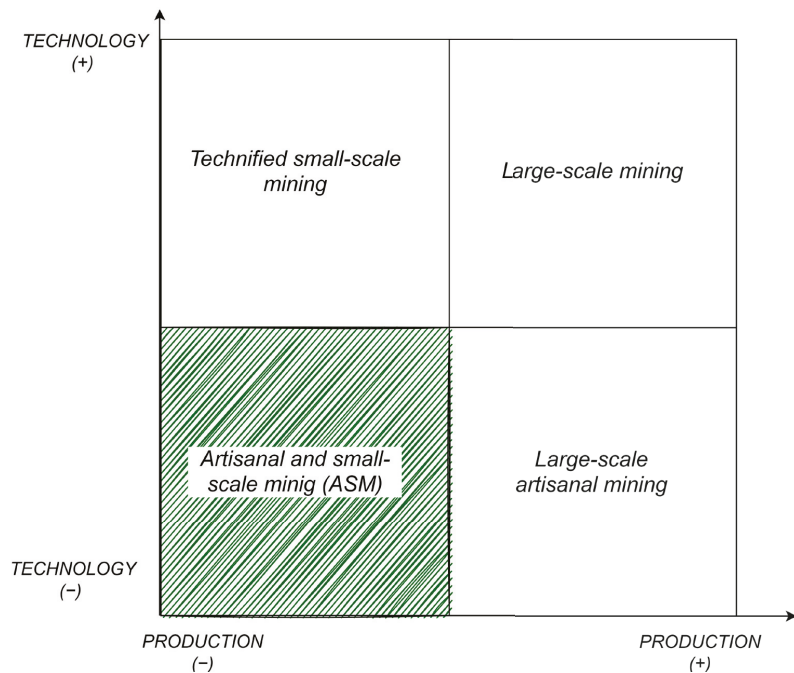 TECHNOLOGY
(+)
Technified small-scale
mining
Large-scale mining
Artisanal and small-
scale minig (ASM)
Large-scale
artisanal mining
TECHNOLOGY
(−)
PRODUCTION
(−)
PRODUCTION
(+)